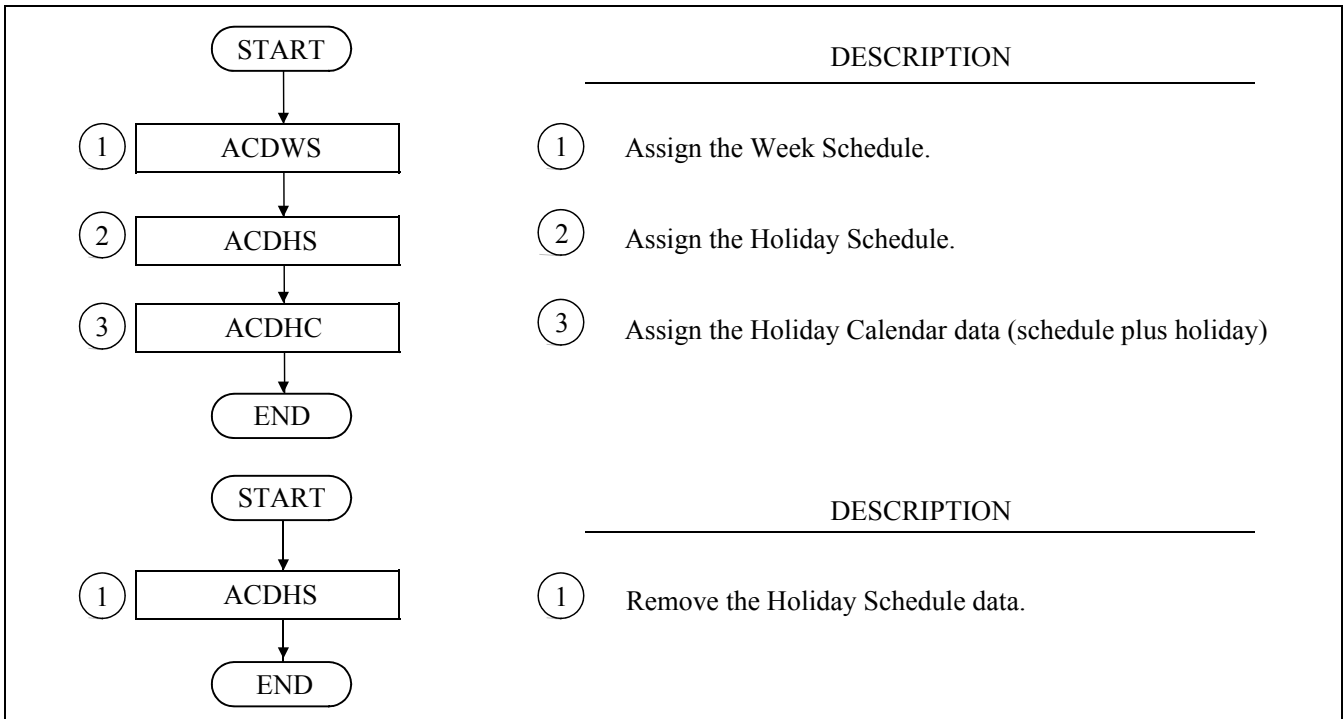 START
DESCRIPTION
1 ACDWS
1 Assign the Week Schedule.
2 ACDHS
2 Assign the Holiday Schedule.
3 ACDHC
3 Assign the Holiday Calendar data (schedule plus holiday)
END
START
DESCRIPTION
1 ACDHS
1 Remove the Holiday Schedule data.
END